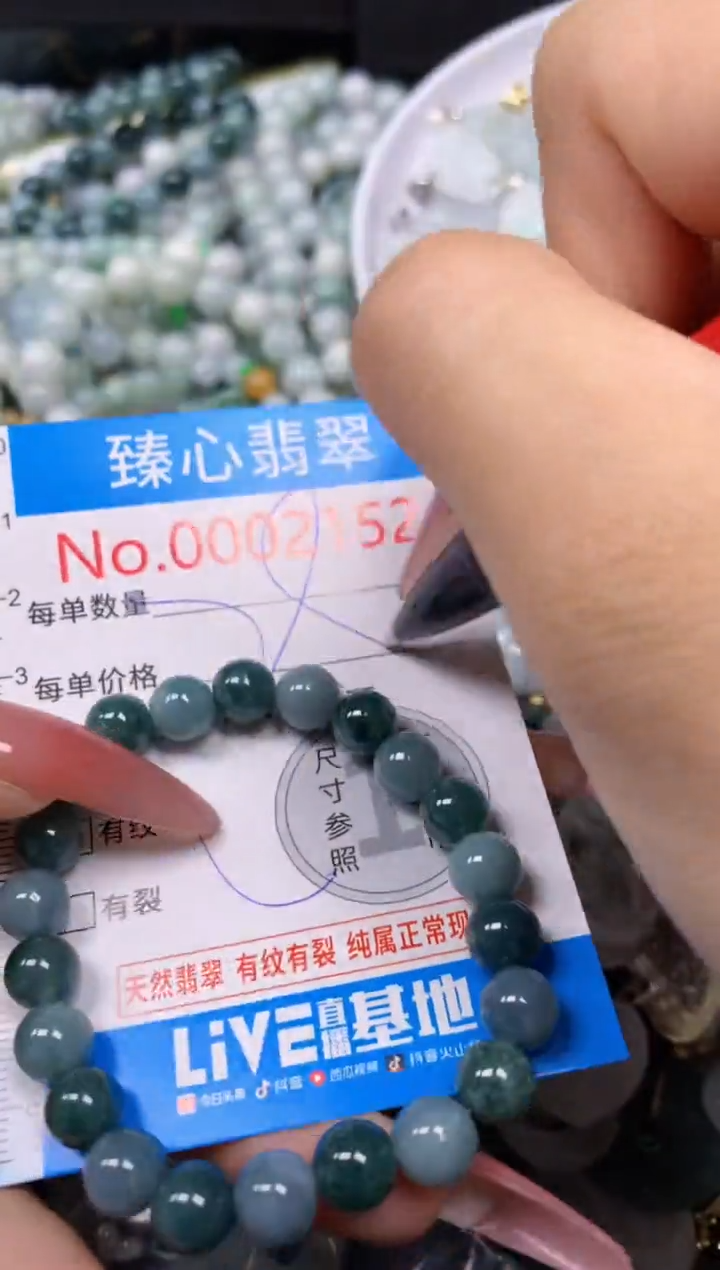 臻心翡翠
No.0002152
每单数量
每单价格
尺寸参照
有纹
有裂
天然翡翠 有纹有裂 纯属正常现
LiVE直播基地
今日头条 抖音 西瓜视频 抖音火山